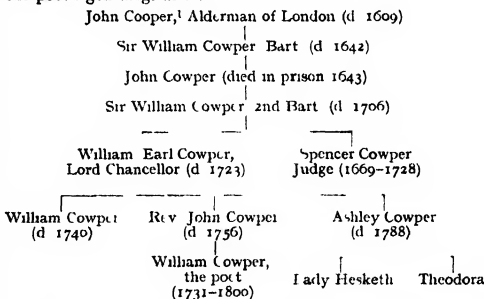 John Cooper,¹ Alderman of London (d 1609)
Sir William Cowper Bart (d 1642)
John Cowper (died in prison 1643)
Sir William Cowper 2nd Bart (d 1706)
William Earl Cowper, Spencer Cowper
Lord Chancellor (d 1723) Judge (1669–1728)
William Cowper Rev John Cowper Ashley Cowper
(d 1740) (d 1756) (d 1788)
William Cowper, Lady Hesketh Theodora
the poet
(1731–1800)